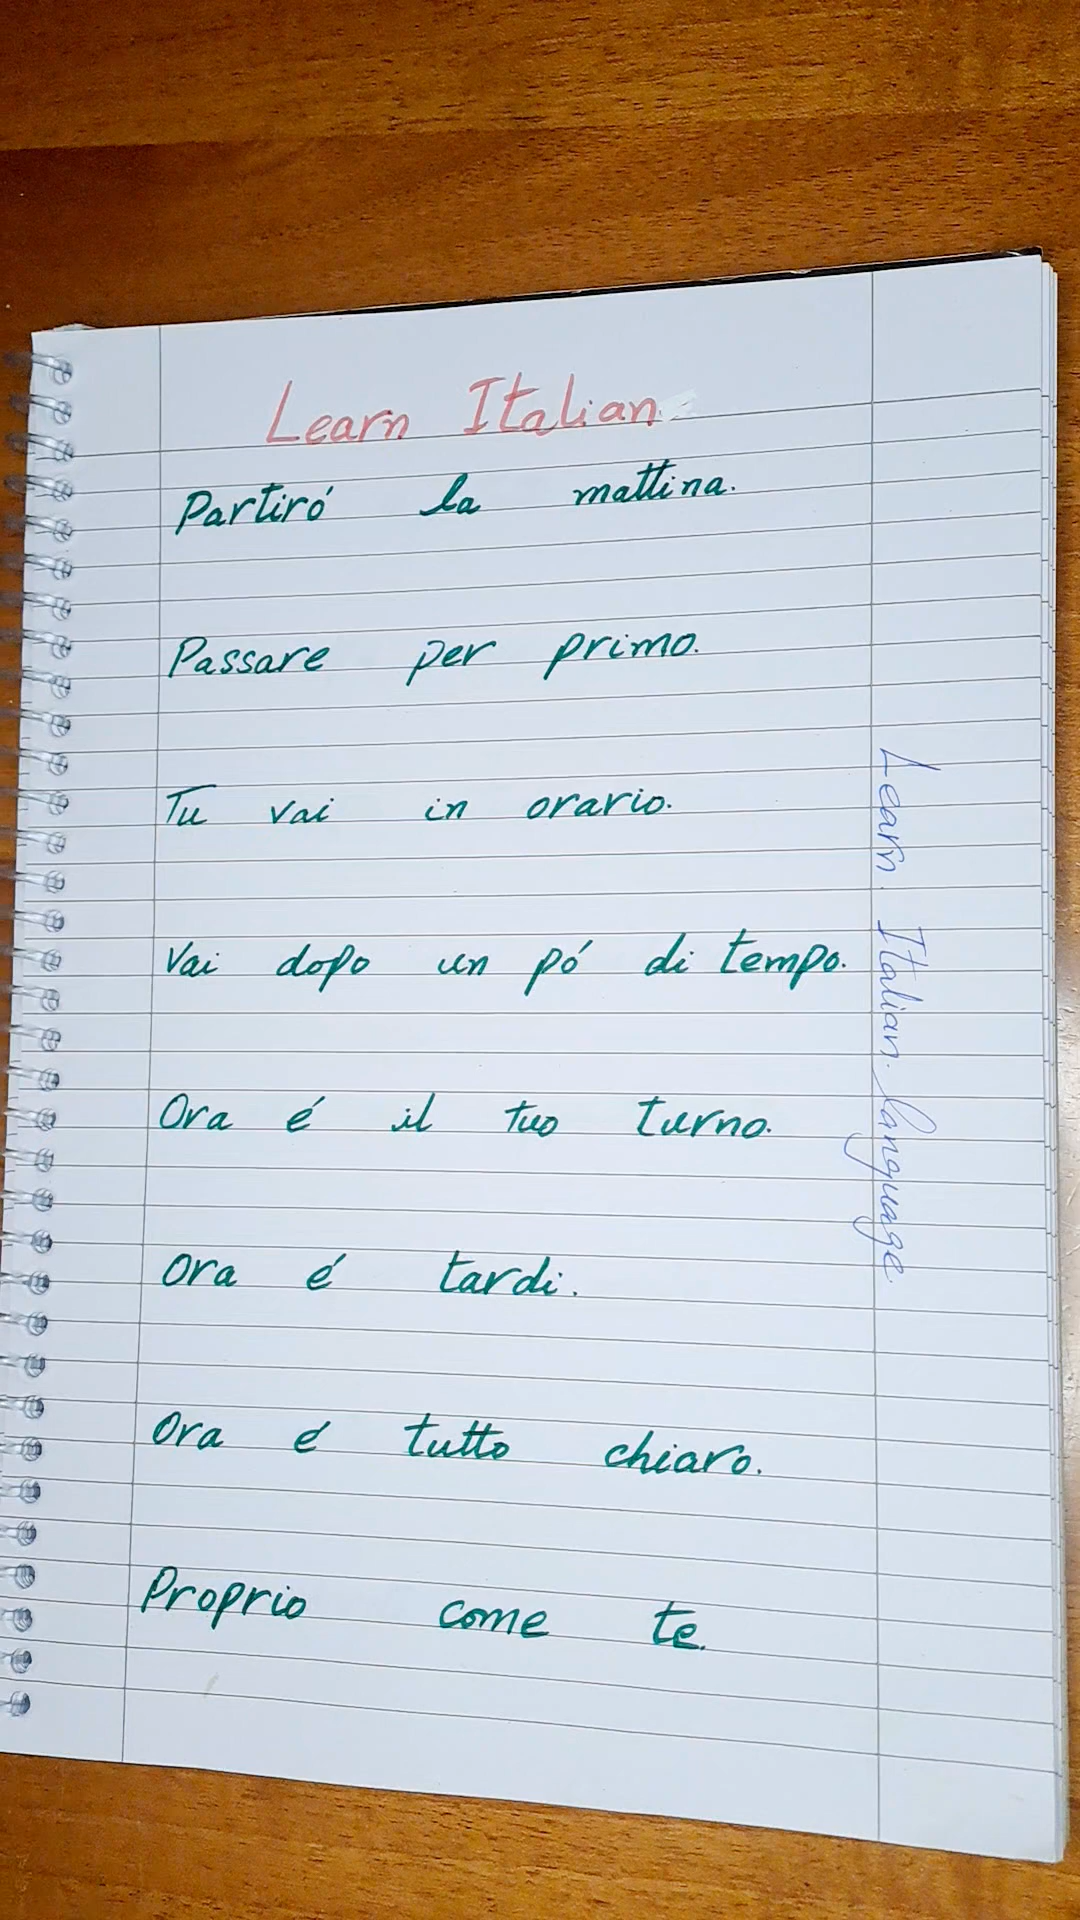 Learn Italian
Partiró la mattina.
Passare per primo.
Tu vai in orario.
Vai dopo un pó di tempo.
Ora é il tuo turno.
Ora é tardi.
Ora é tutto chiaro.
Proprio come te.
Learn. Italian. language.